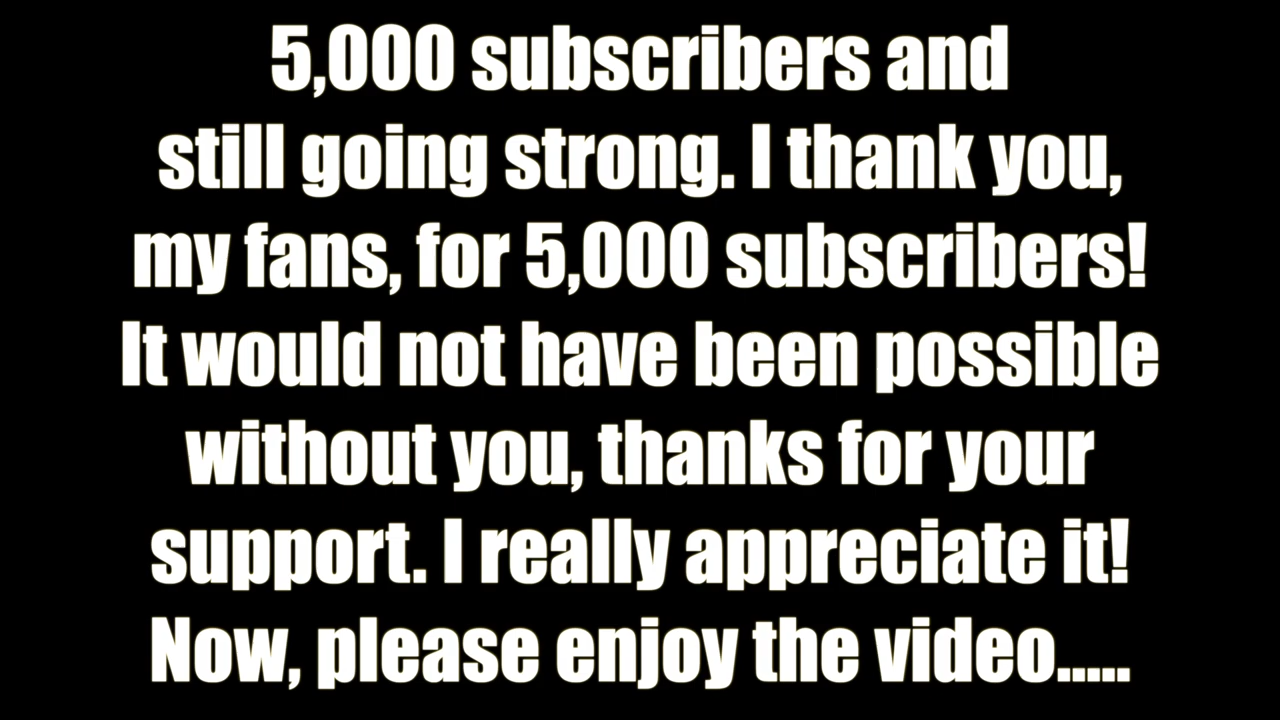 5,000 subscribers and
still going strong. I thank you,
my fans, for 5,000 subscribers!
It would not have been possible
without you, thanks for your
support. I really appreciate it!
Now, please enjoy the video.....